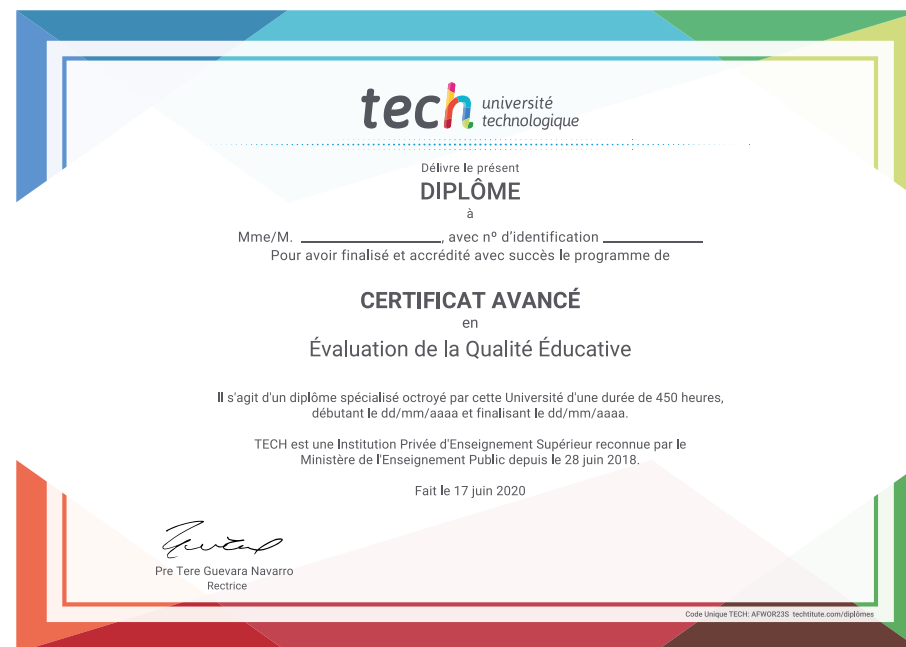 tech université
technologique
Délivre le présent
DIPLÔME
à
Mme/M. ____________________, avec nº d'identification ______________
Pour avoir finalisé et accrédité avec succès le programme de
CERTIFICAT AVANCÉ
en
Évaluation de la Qualité Éducative
Il s'agit d'un diplôme spécialisé octroyé par cette Université d'une durée de 450 heures,
débutant le dd/mm/aaaa et finalisant le dd/mm/aaaa.
TECH est une Institution Privée d'Enseignement Supérieur reconnue par le
Ministère de l'Enseignement Public depuis le 28 juin 2018.
Fait le 17 juin 2020
Pre Tere Guevara Navarro
Rectrice
Code Unique TECH: AFWOR23S techtitute.com/diplômes